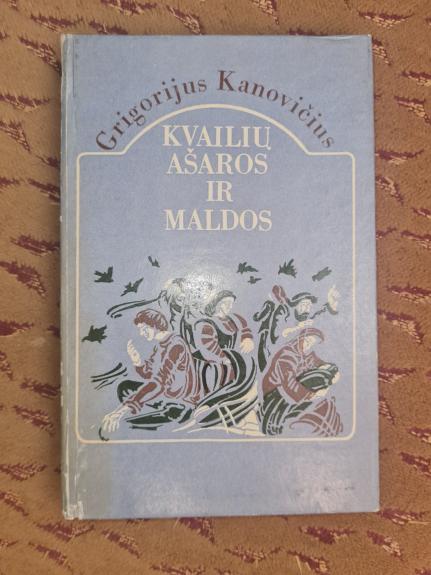 Grigorijus Kanovičius
KVAILIŲ
AŠAROS
IR
MALDOS